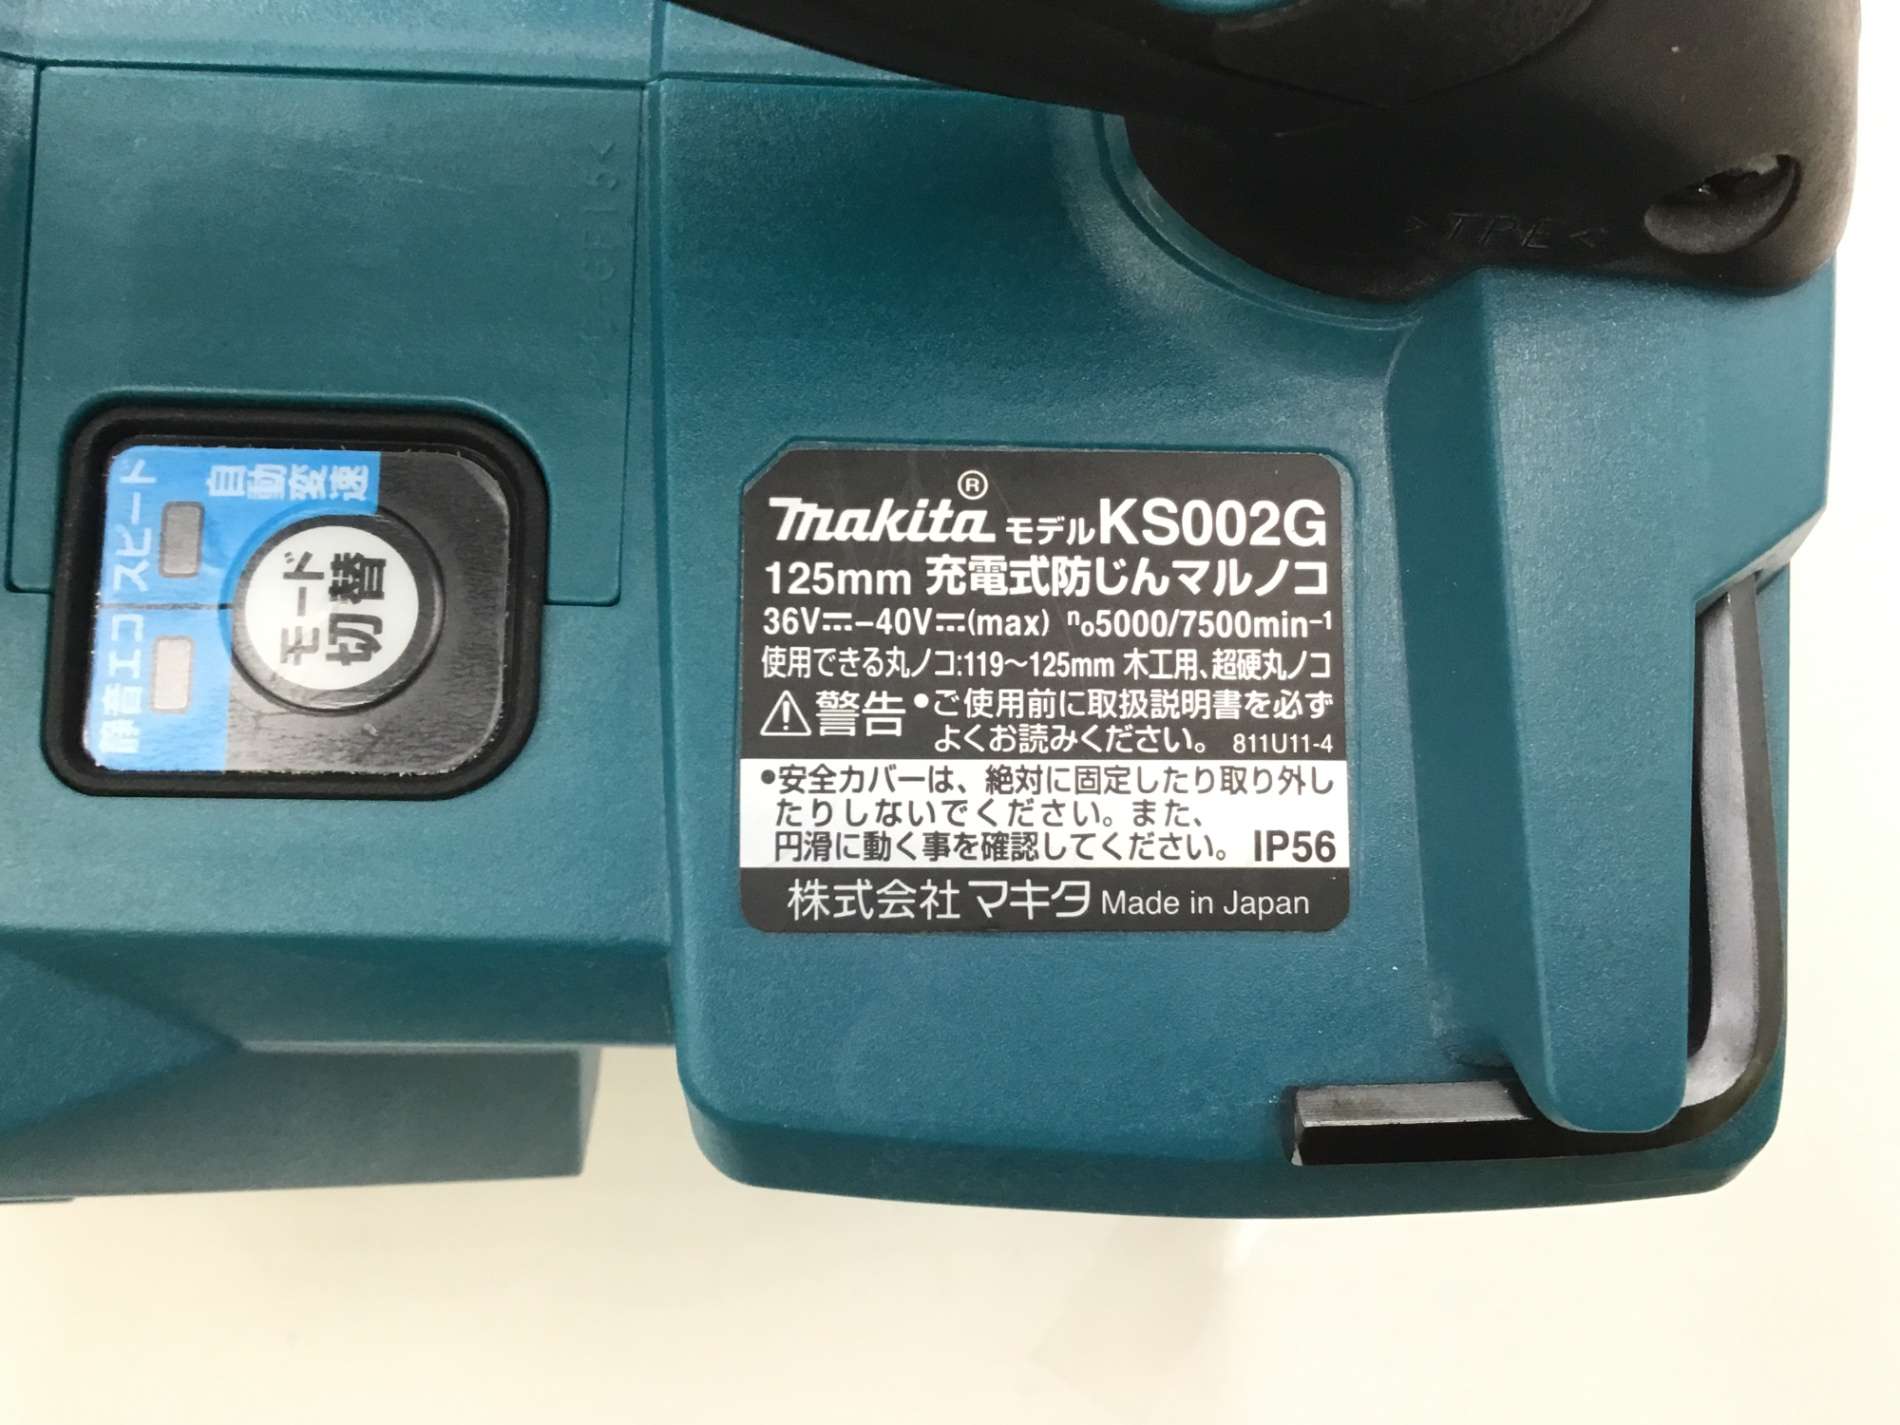 >PA6-GF15<
>TPE<
自動変速
スピード
静音エコ
モード
切替
makita® モデル KS002G
125mm 充電式防じんマルノコ
36V⎓-40V⎓(max) n₀5000/7500min⁻¹
使用できる丸ノコ:119～125mm 木工用、超硬丸ノコ
⚠警告 •ご使用前に取扱説明書を必ず
よくお読みください。 811U11-4
•安全カバーは、絶対に固定したり取り外し
たりしないでください。また、
円滑に動く事を確認してください。 IP56
株式会社マキタ Made in Japan